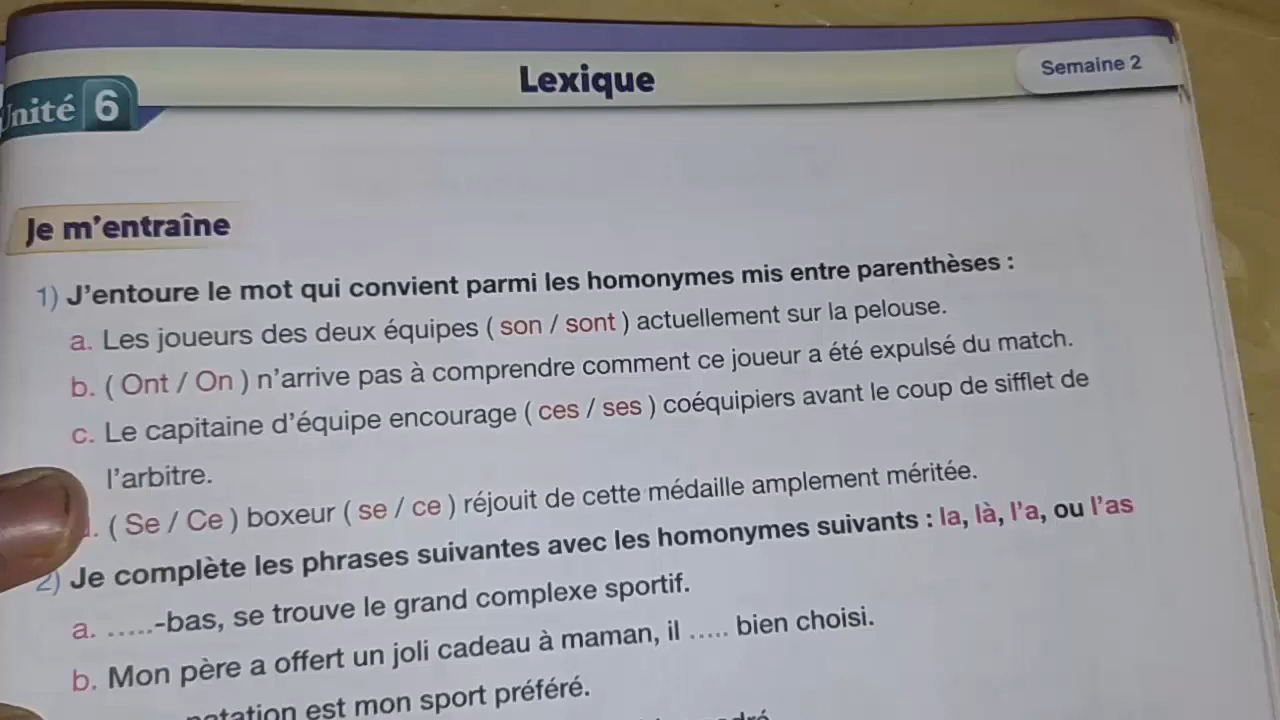 Lexique
Semaine 2
Unité 6
Je m'entraîne
1) J'entoure le mot qui convient parmi les homonymes mis entre parenthèses :
a. Les joueurs des deux équipes ( son / sont ) actuellement sur la pelouse.
b. ( Ont / On ) n'arrive pas à comprendre comment ce joueur a été expulsé du match.
c. Le capitaine d'équipe encourage ( ces / ses ) coéquipiers avant le coup de sifflet de
l'arbitre.
( Se / Ce ) boxeur ( se / ce ) réjouit de cette médaille amplement méritée.
2) Je complète les phrases suivantes avec les homonymes suivants : la, là, l'a, ou l'as
a. ......-bas, se trouve le grand complexe sportif.
b. Mon père a offert un joli cadeau à maman, il ..... bien choisi.
natation est mon sport préféré.